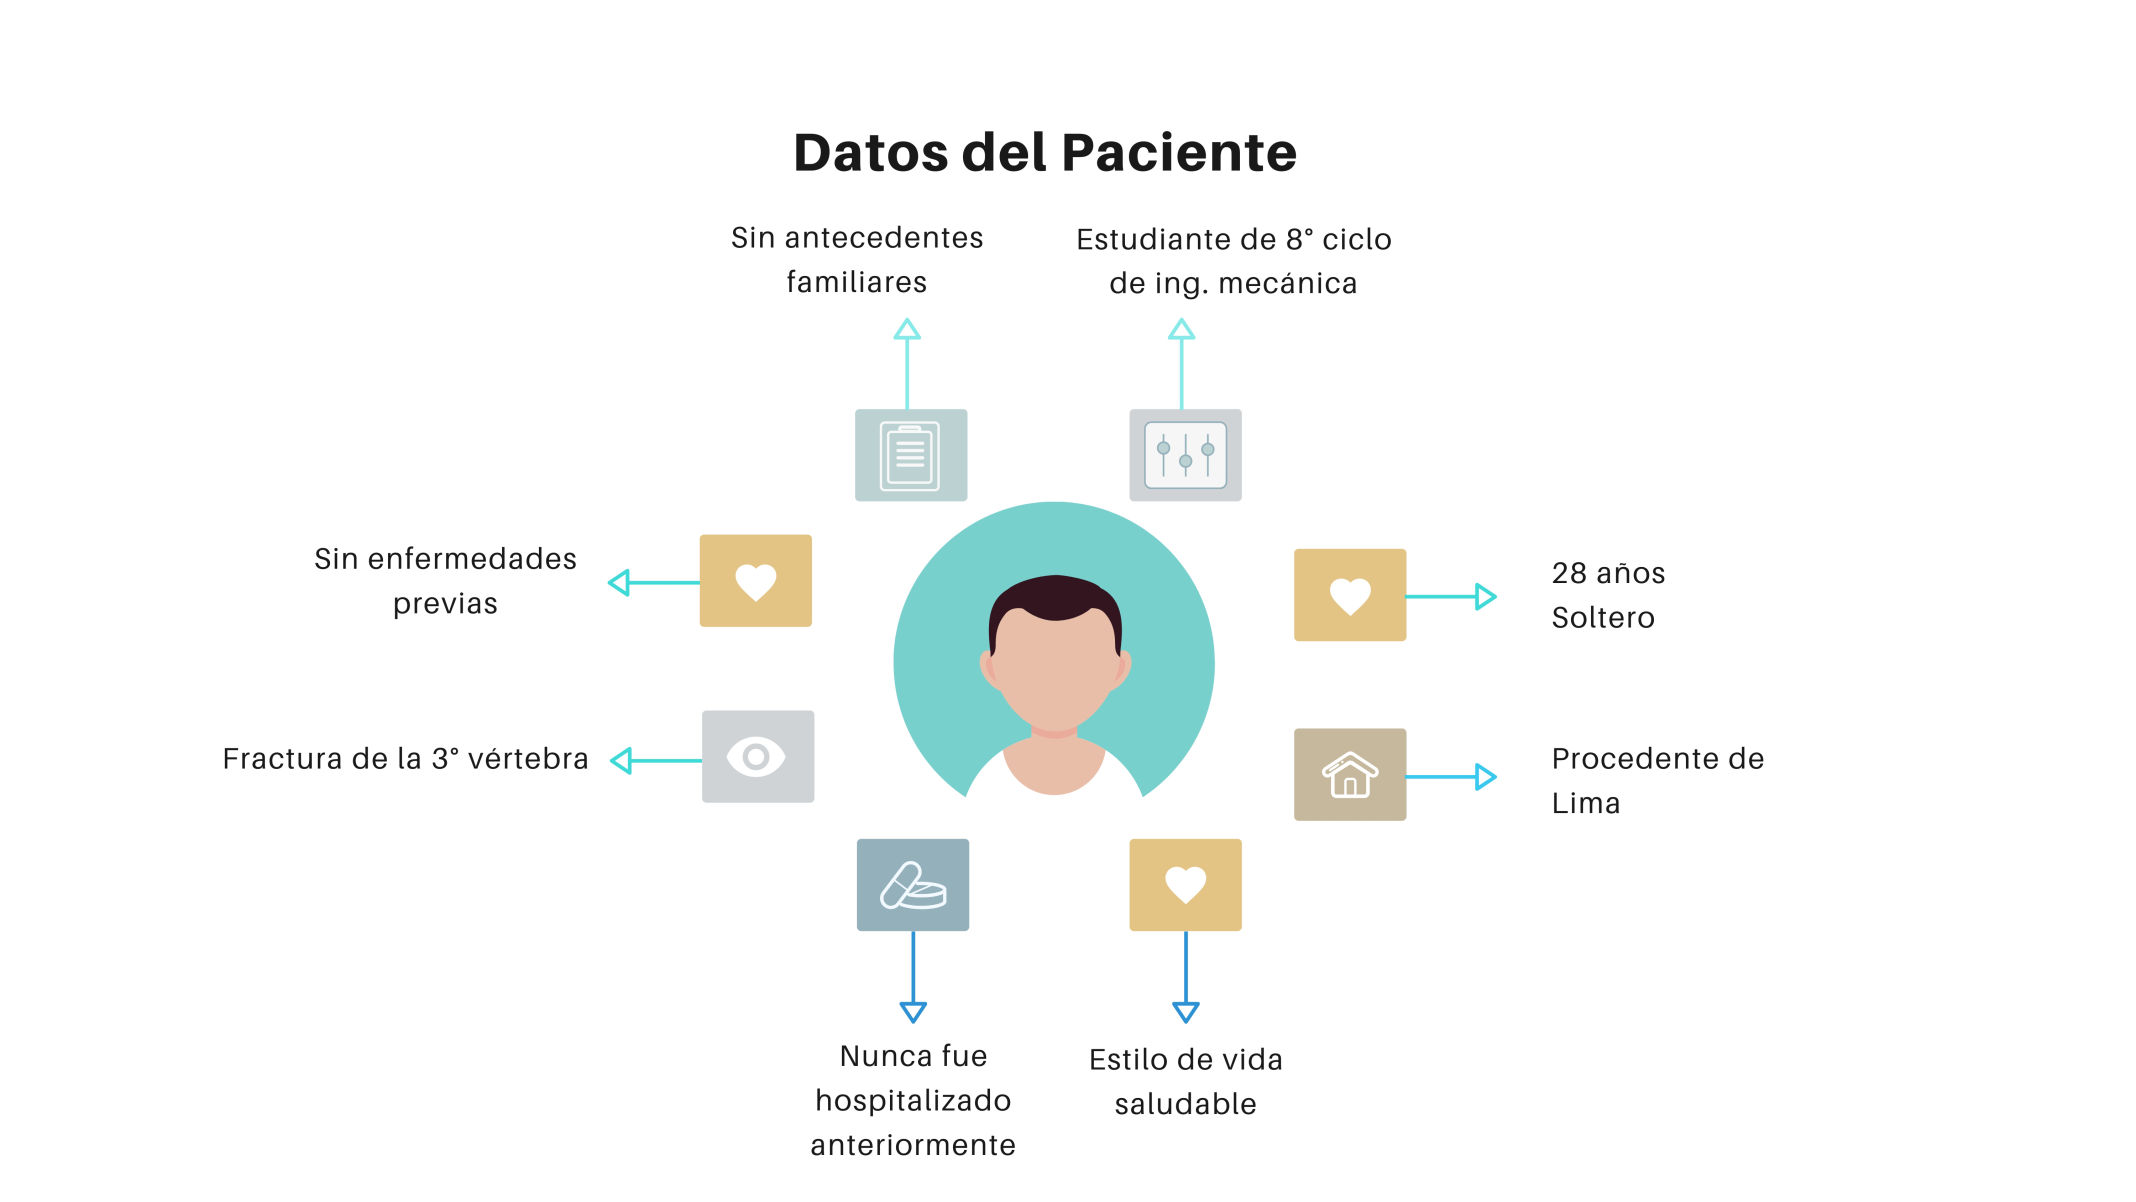 Datos del Paciente
Sin antecedentes
familiares
Estudiante de 8° ciclo
de ing. mecánica
Sin enfermedades
previas
28 años
Soltero
Fractura de la 3° vértebra
Procedente de
Lima
Nunca fue
hospitalizado
anteriormente
Estilo de vida
saludable